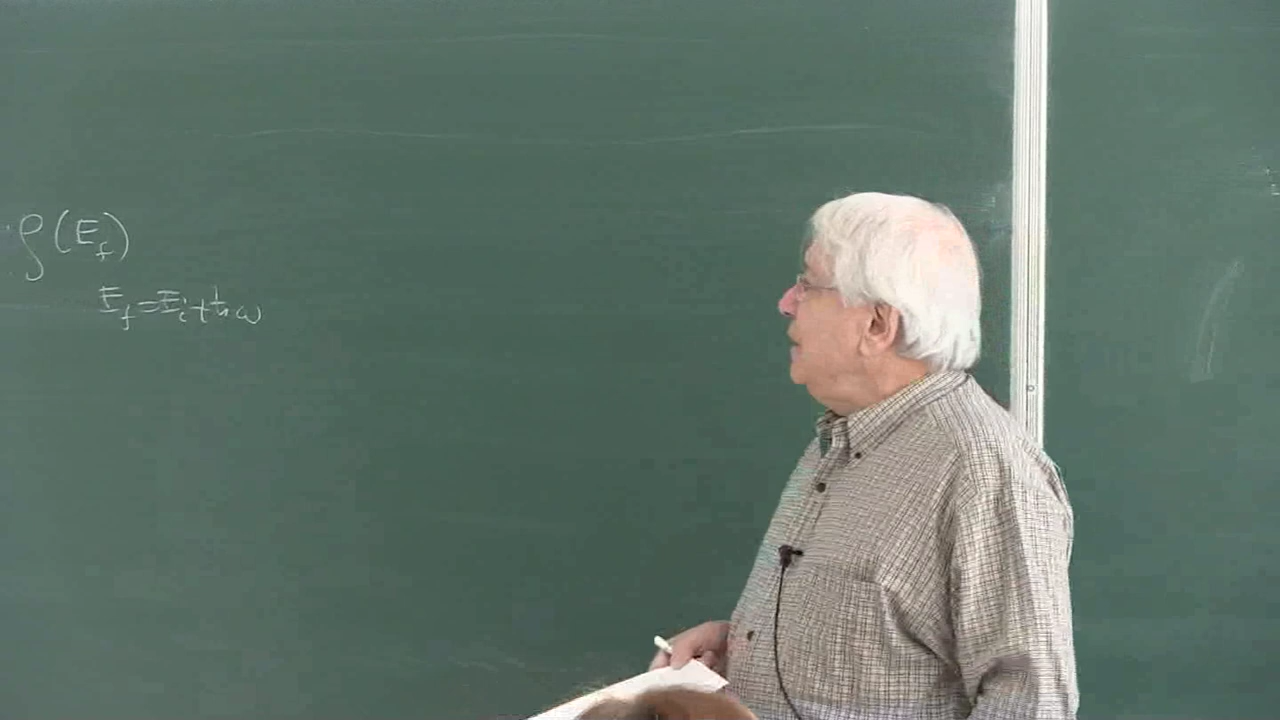 ρ(E_f)
E_f = E_i + ħω